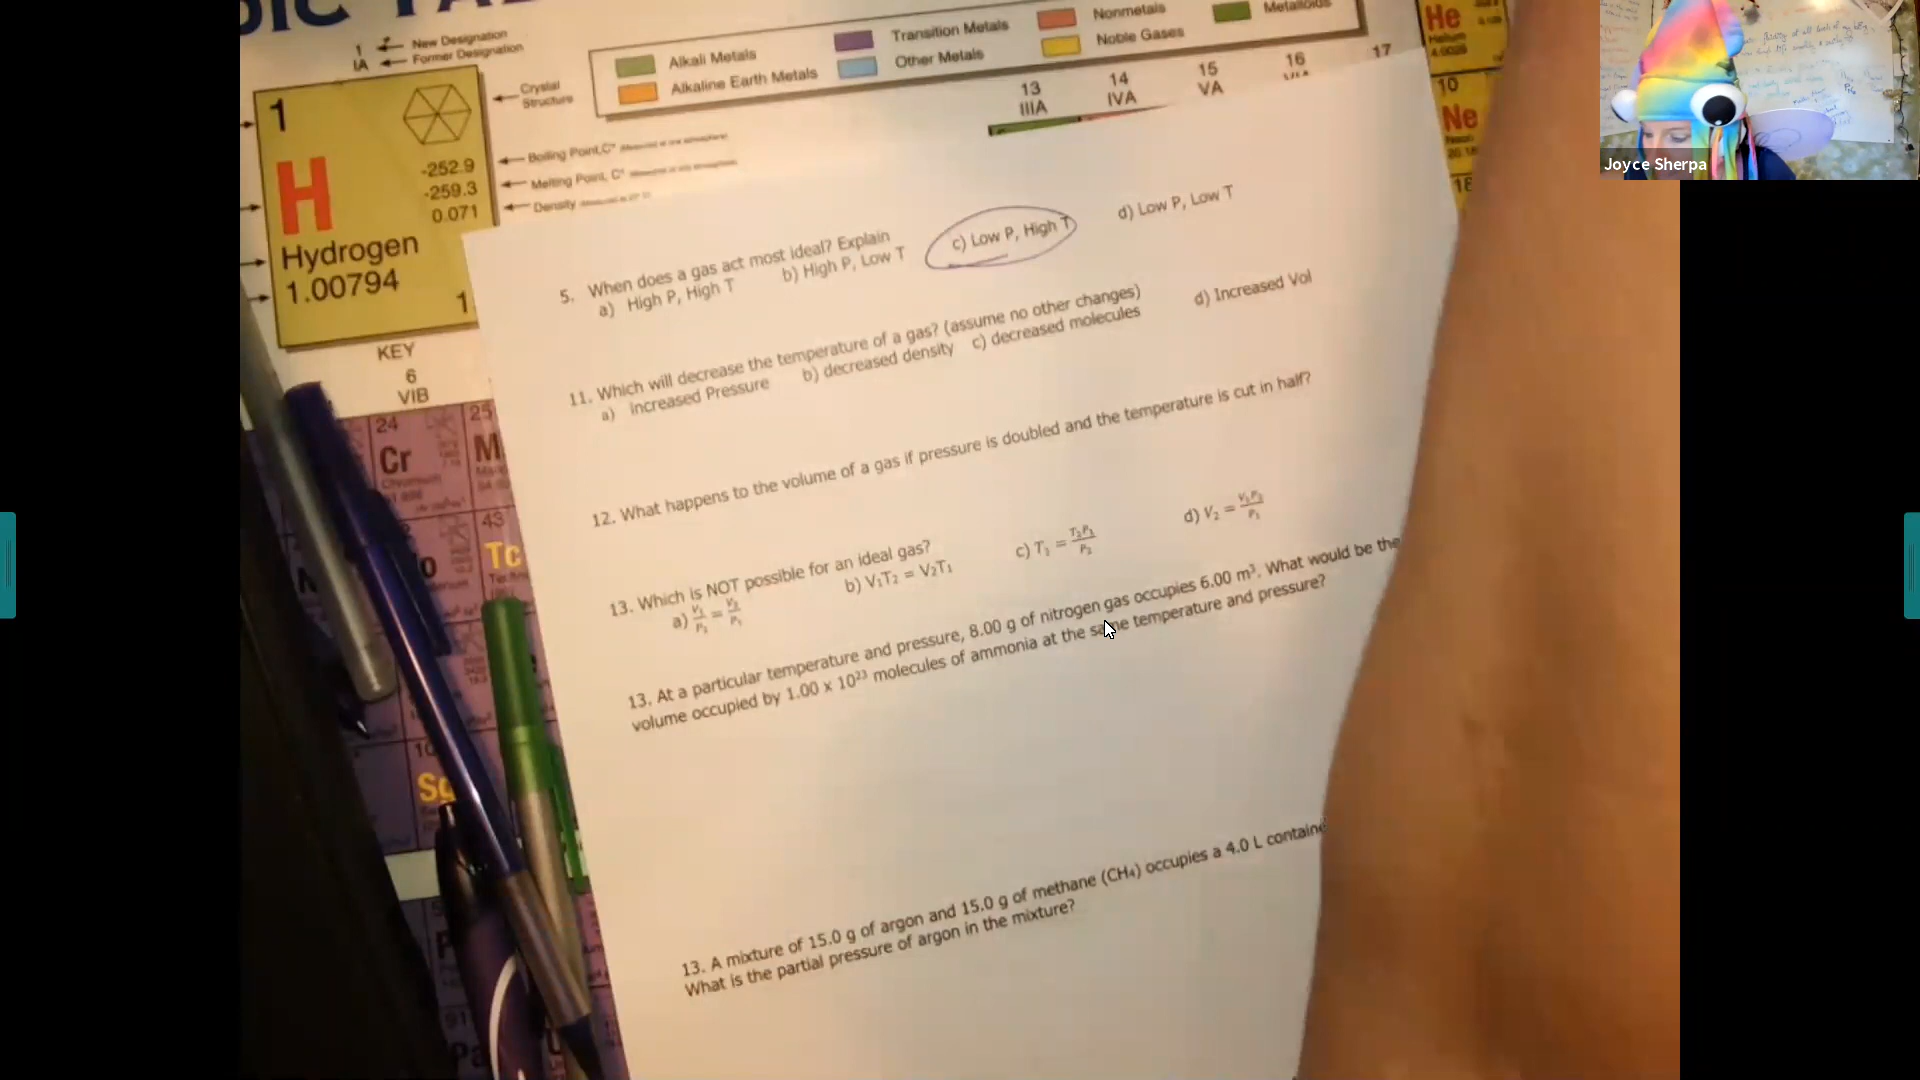 1 New Designation
IA Former Designation
Alkali Metals
Alkaline Earth Metals
Transition Metals
Other Metals
Nonmetals
Noble Gases
Metalloids
13 14 15 16 17
IIIA IVA VA
He
Helium
4.0026
10
Ne
1
H
Hydrogen
1.00794
-252.9
-259.3
0.071
Crystal
Structure
Boiling Point, C°
Melting Point, C°
Density
1
KEY
6
VIB
24
Cr
Chromium
25
M
43
Tc
Joyce Sherpa
5. When does a gas act most ideal? Explain
a) High P, High T b) High P, Low T c) Low P, High T d) Low P, Low T
11. Which will decrease the temperature of a gas? (assume no other changes)
a) increased Pressure b) decreased density c) decreased molecules d) Increased Vol
12. What happens to the volume of a gas if pressure is doubled and the temperature is cut in half?
13. Which is NOT possible for an ideal gas?
b) V₁T₂ = V₂T₁
13. At a particular temperature and pressure, 8.00 g of nitrogen gas occupies 6.00 m³. What would be the
volume occupied by 1.00 x 10²³ molecules of ammonia at the same temperature and pressure?
13. A mixture of 15.0 g of argon and 15.0 g of methane (CH₄) occupies a 4.0 L containe
What is the partial pressure of argon in the mixture?